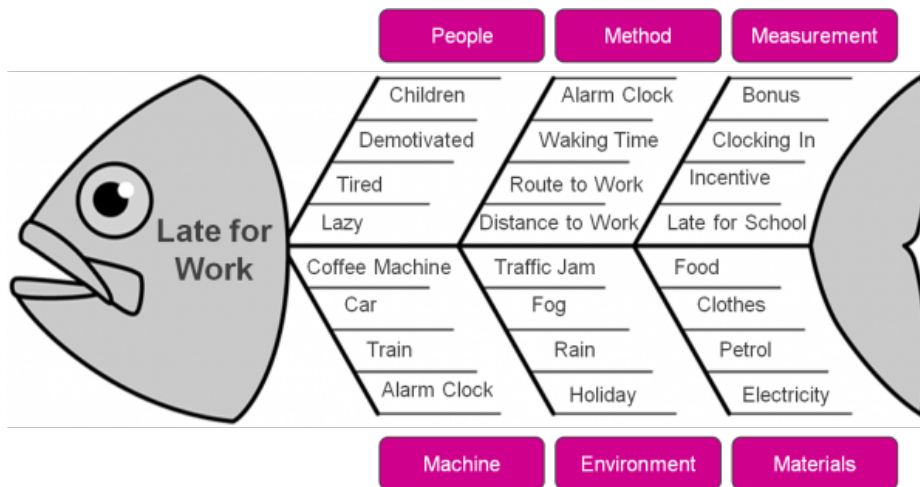 People
Method
Measurement
Children
Demotivated
Tired
Lazy
Alarm Clock
Waking Time
Route to Work
Distance to Work
Bonus
Clocking In
Incentive
Late for School
Late for
Work
Coffee Machine
Car
Train
Alarm Clock
Traffic Jam
Fog
Rain
Holiday
Food
Clothes
Petrol
Electricity
Machine
Environment
Materials